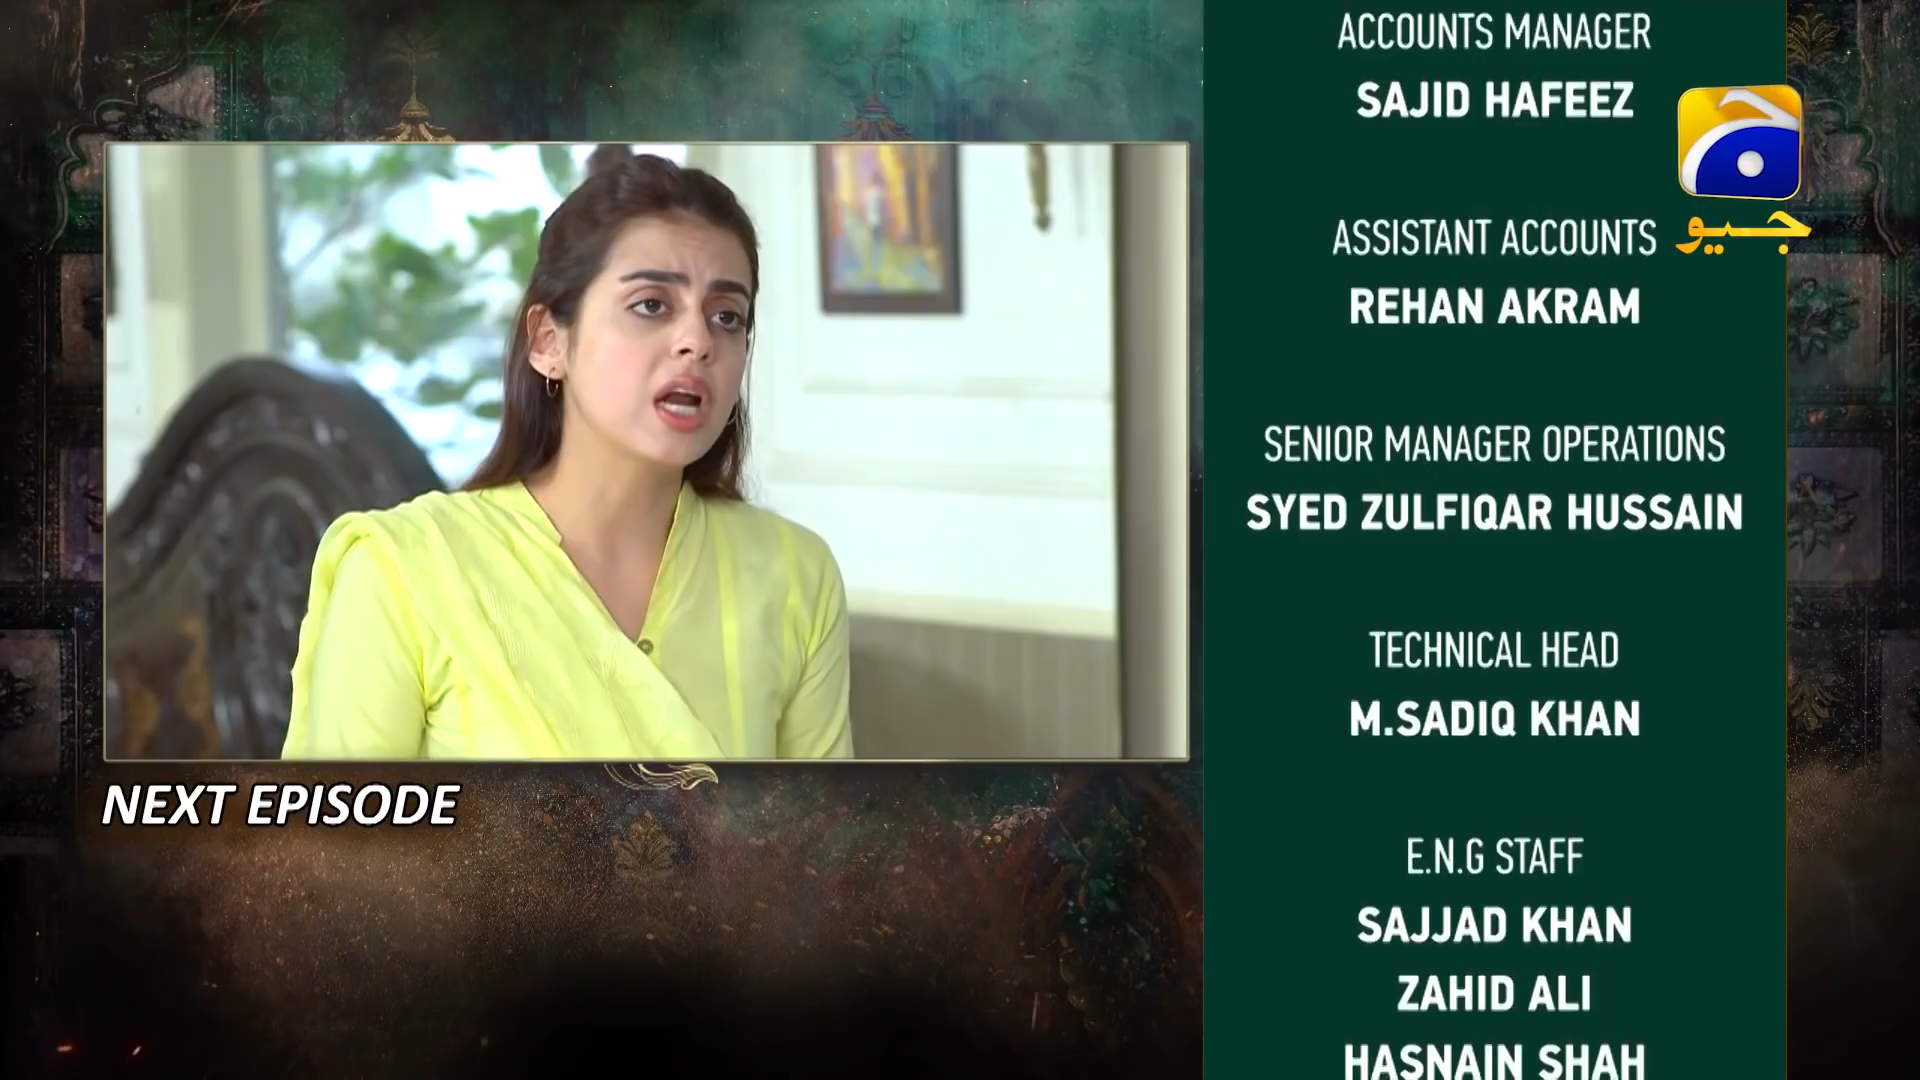 ACCOUNTS MANAGER
SAJID HAFEEZ
ASSISTANT ACCOUNTS
REHAN AKRAM
SENIOR MANAGER OPERATIONS
SYED ZULFIQAR HUSSAIN
TECHNICAL HEAD
M.SADIQ KHAN
E.N.G STAFF
SAJJAD KHAN
ZAHID ALI
HASNAIN SHAH
جیو
NEXT EPISODE